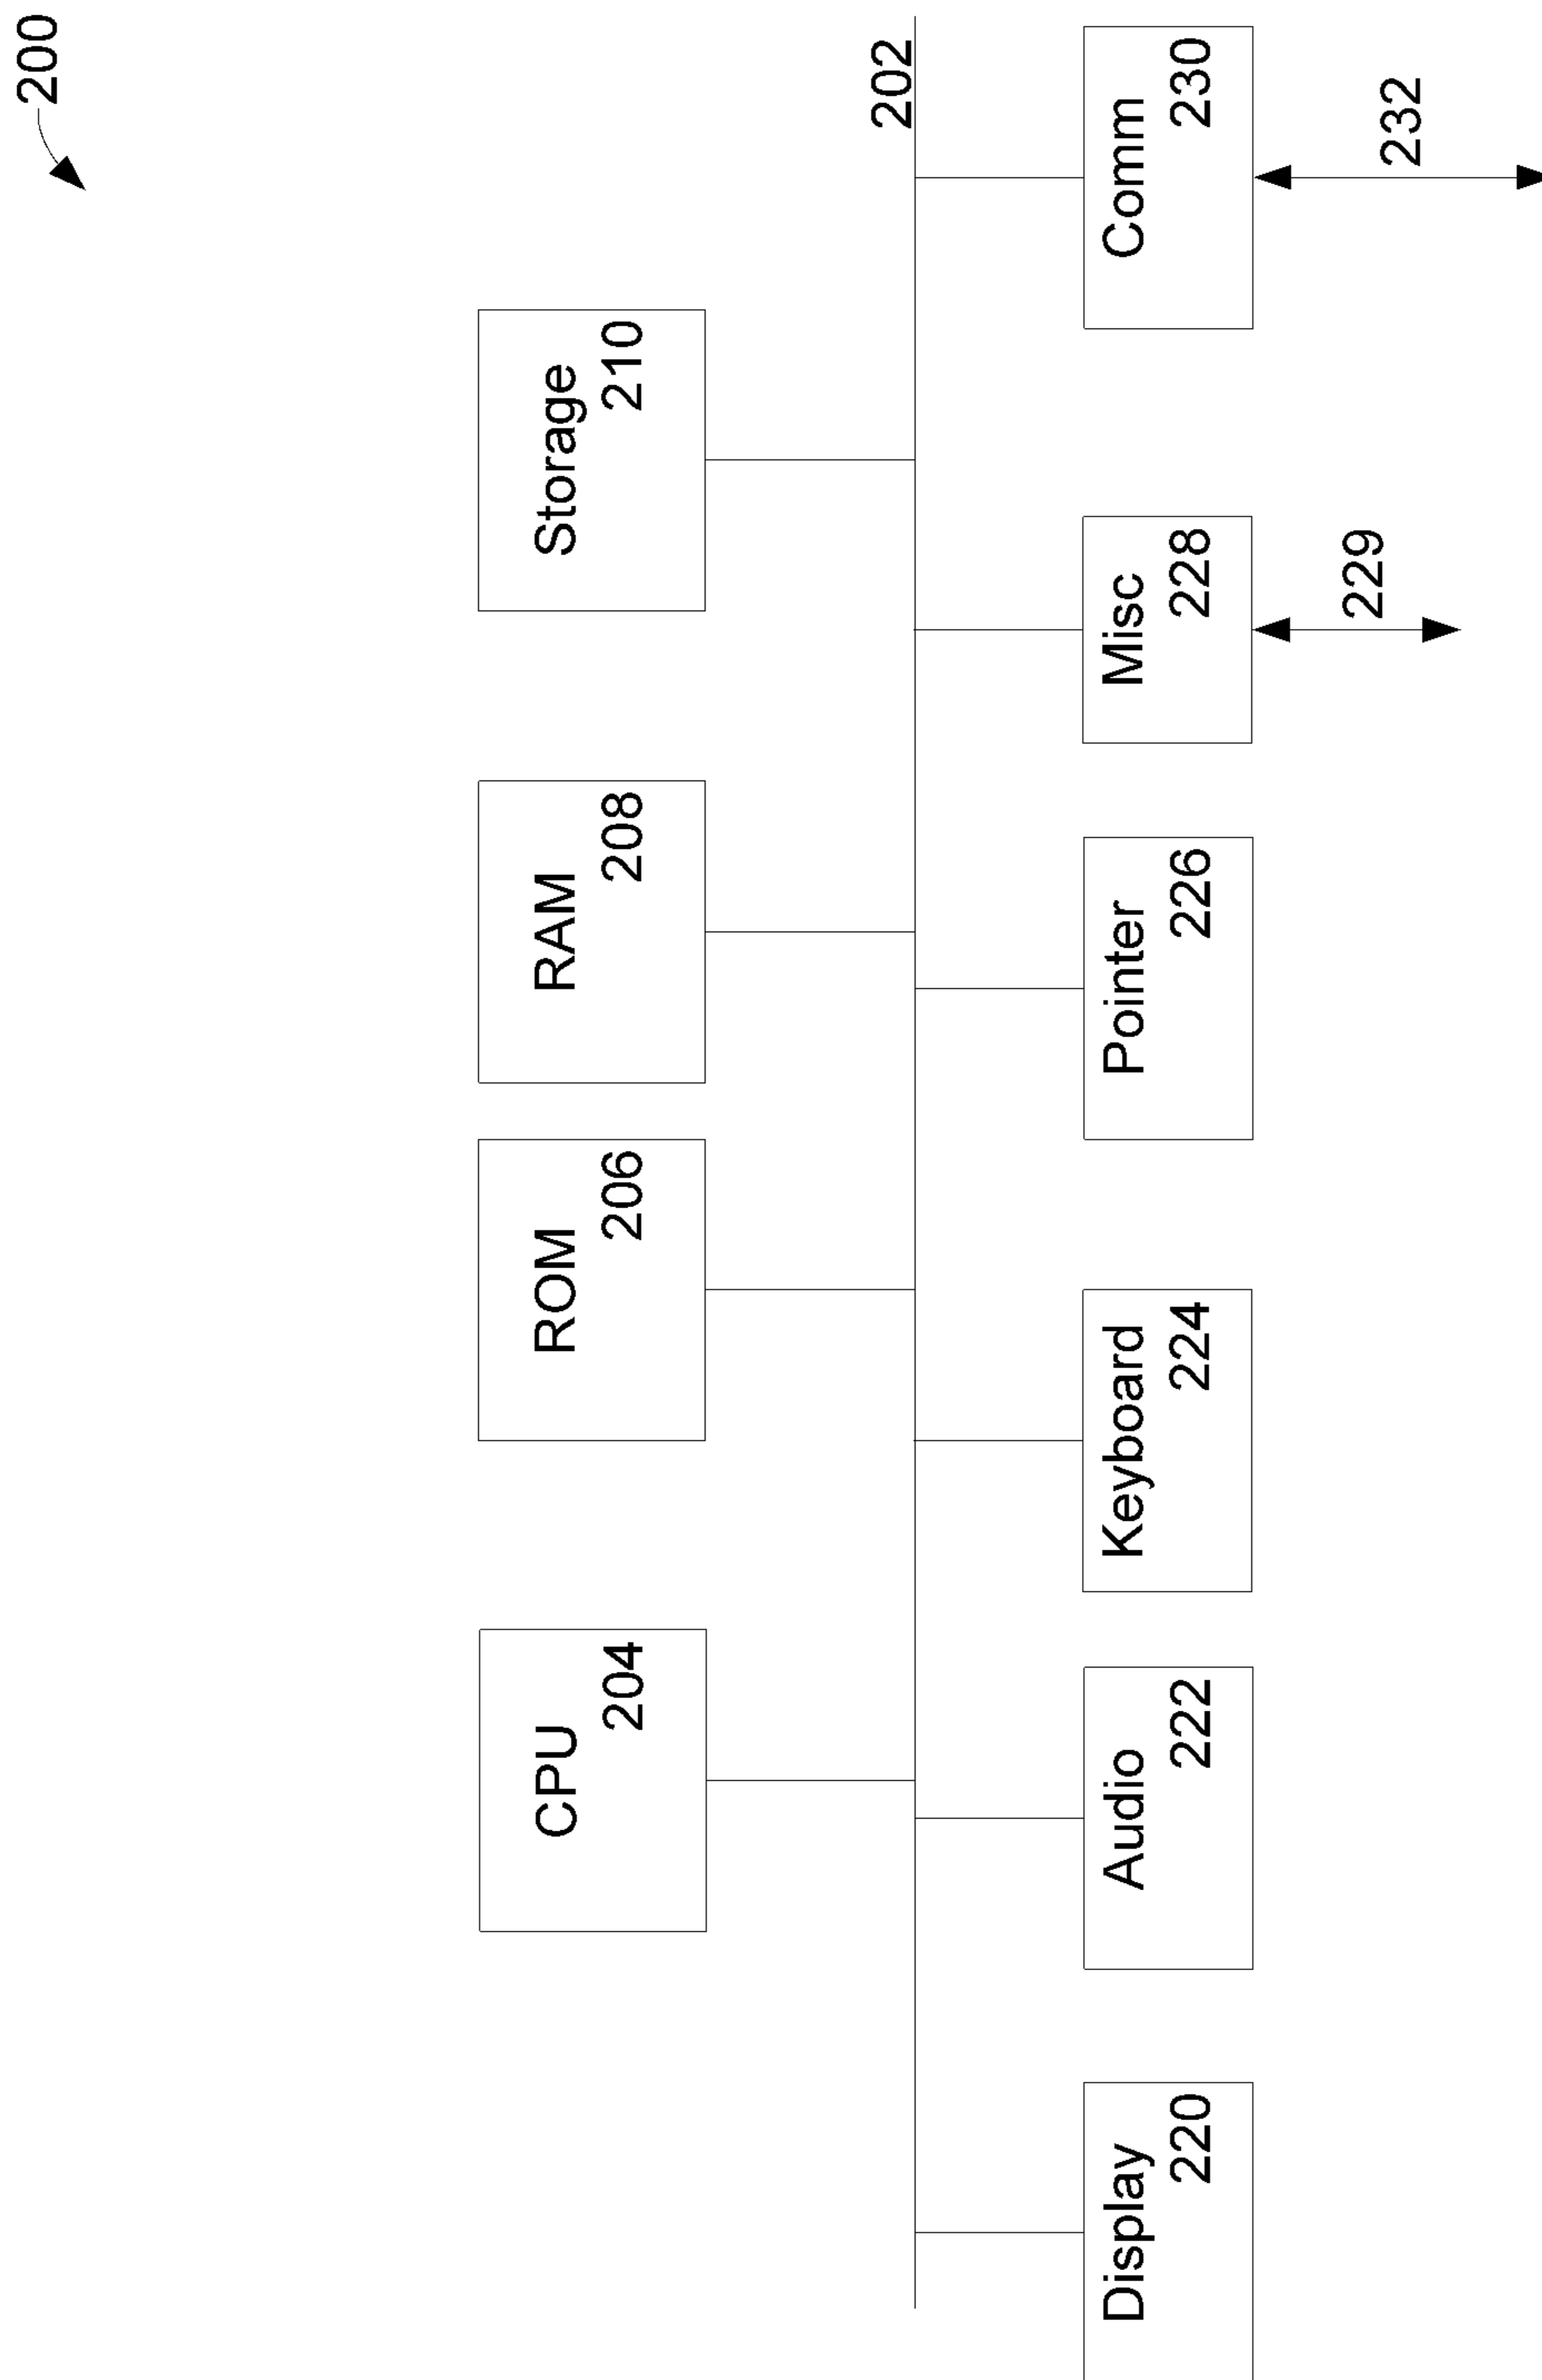 200
CPU
204
ROM
206
RAM
208
Storage
210
202
Display
220
Audio
222
Keyboard
224
Pointer
226
Misc
228
Comm
230
229
232